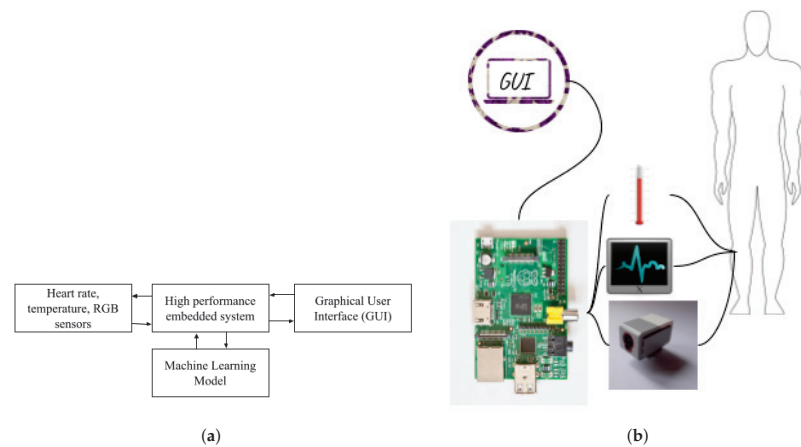 Heart rate,
temperature, RGB
sensors
High performance
embedded system
Graphical User
Interface (GUI)
Machine Learning
Model
(a)
GUI
(b)